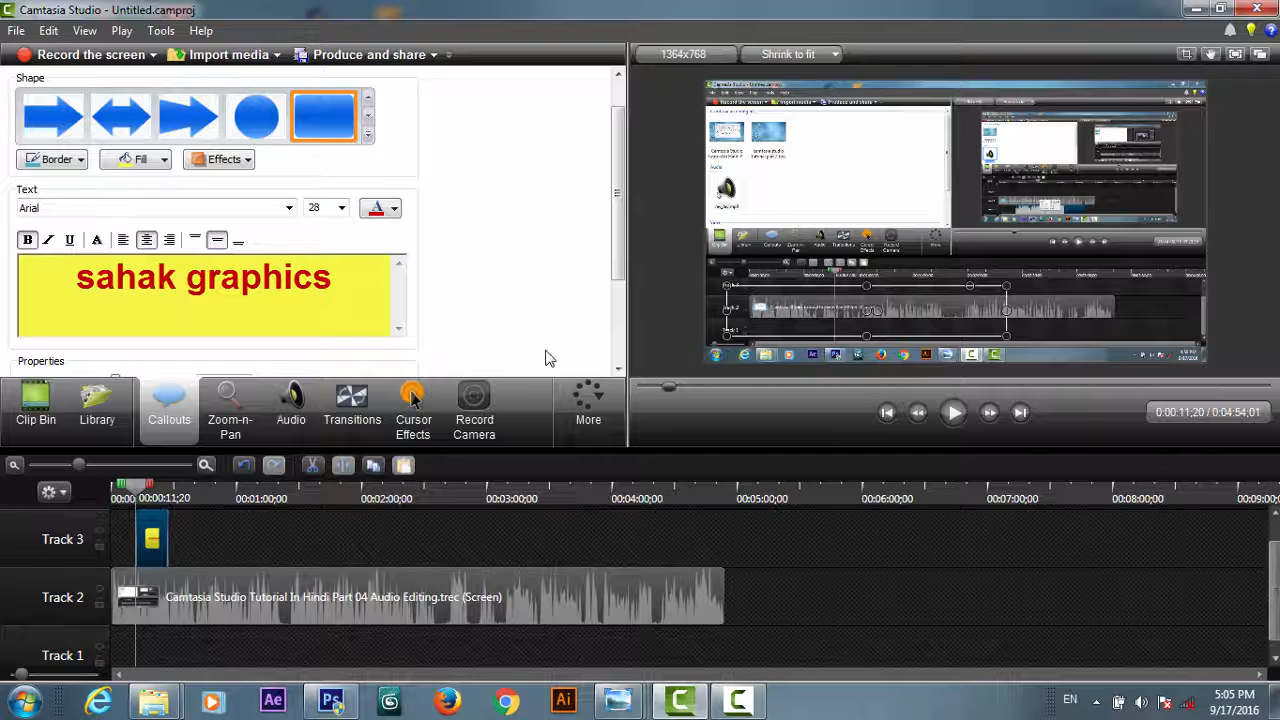 Camtasia Studio - Untitled.camproj
File Edit View Play Tools Help
Record the screen Import media Produce and share
1364x768 Shrink to fit
Shape
Border Fill Effects
Text
Arial 28 A
B I U A
sahak graphics
Properties
Clip Bin Library Callouts Zoom-n-Pan Audio Transitions Cursor Effects Record Camera More
0:00:11;20 / 0:04:54;01
00:00 00:00:11;20 00:01:00;00 00:02:00;00 00:03:00;00 00:04:00;00 00:05:00;00 00:06:00;00 00:07:00;00 00:08:00;00 00:09:00
Track 3
Track 2 Camtasia Studio Tutorial In Hindi Part 04 Audio Editing.trec (Screen)
Track 1
Ae Ps Ai EN 5:05 PM
9/17/2016